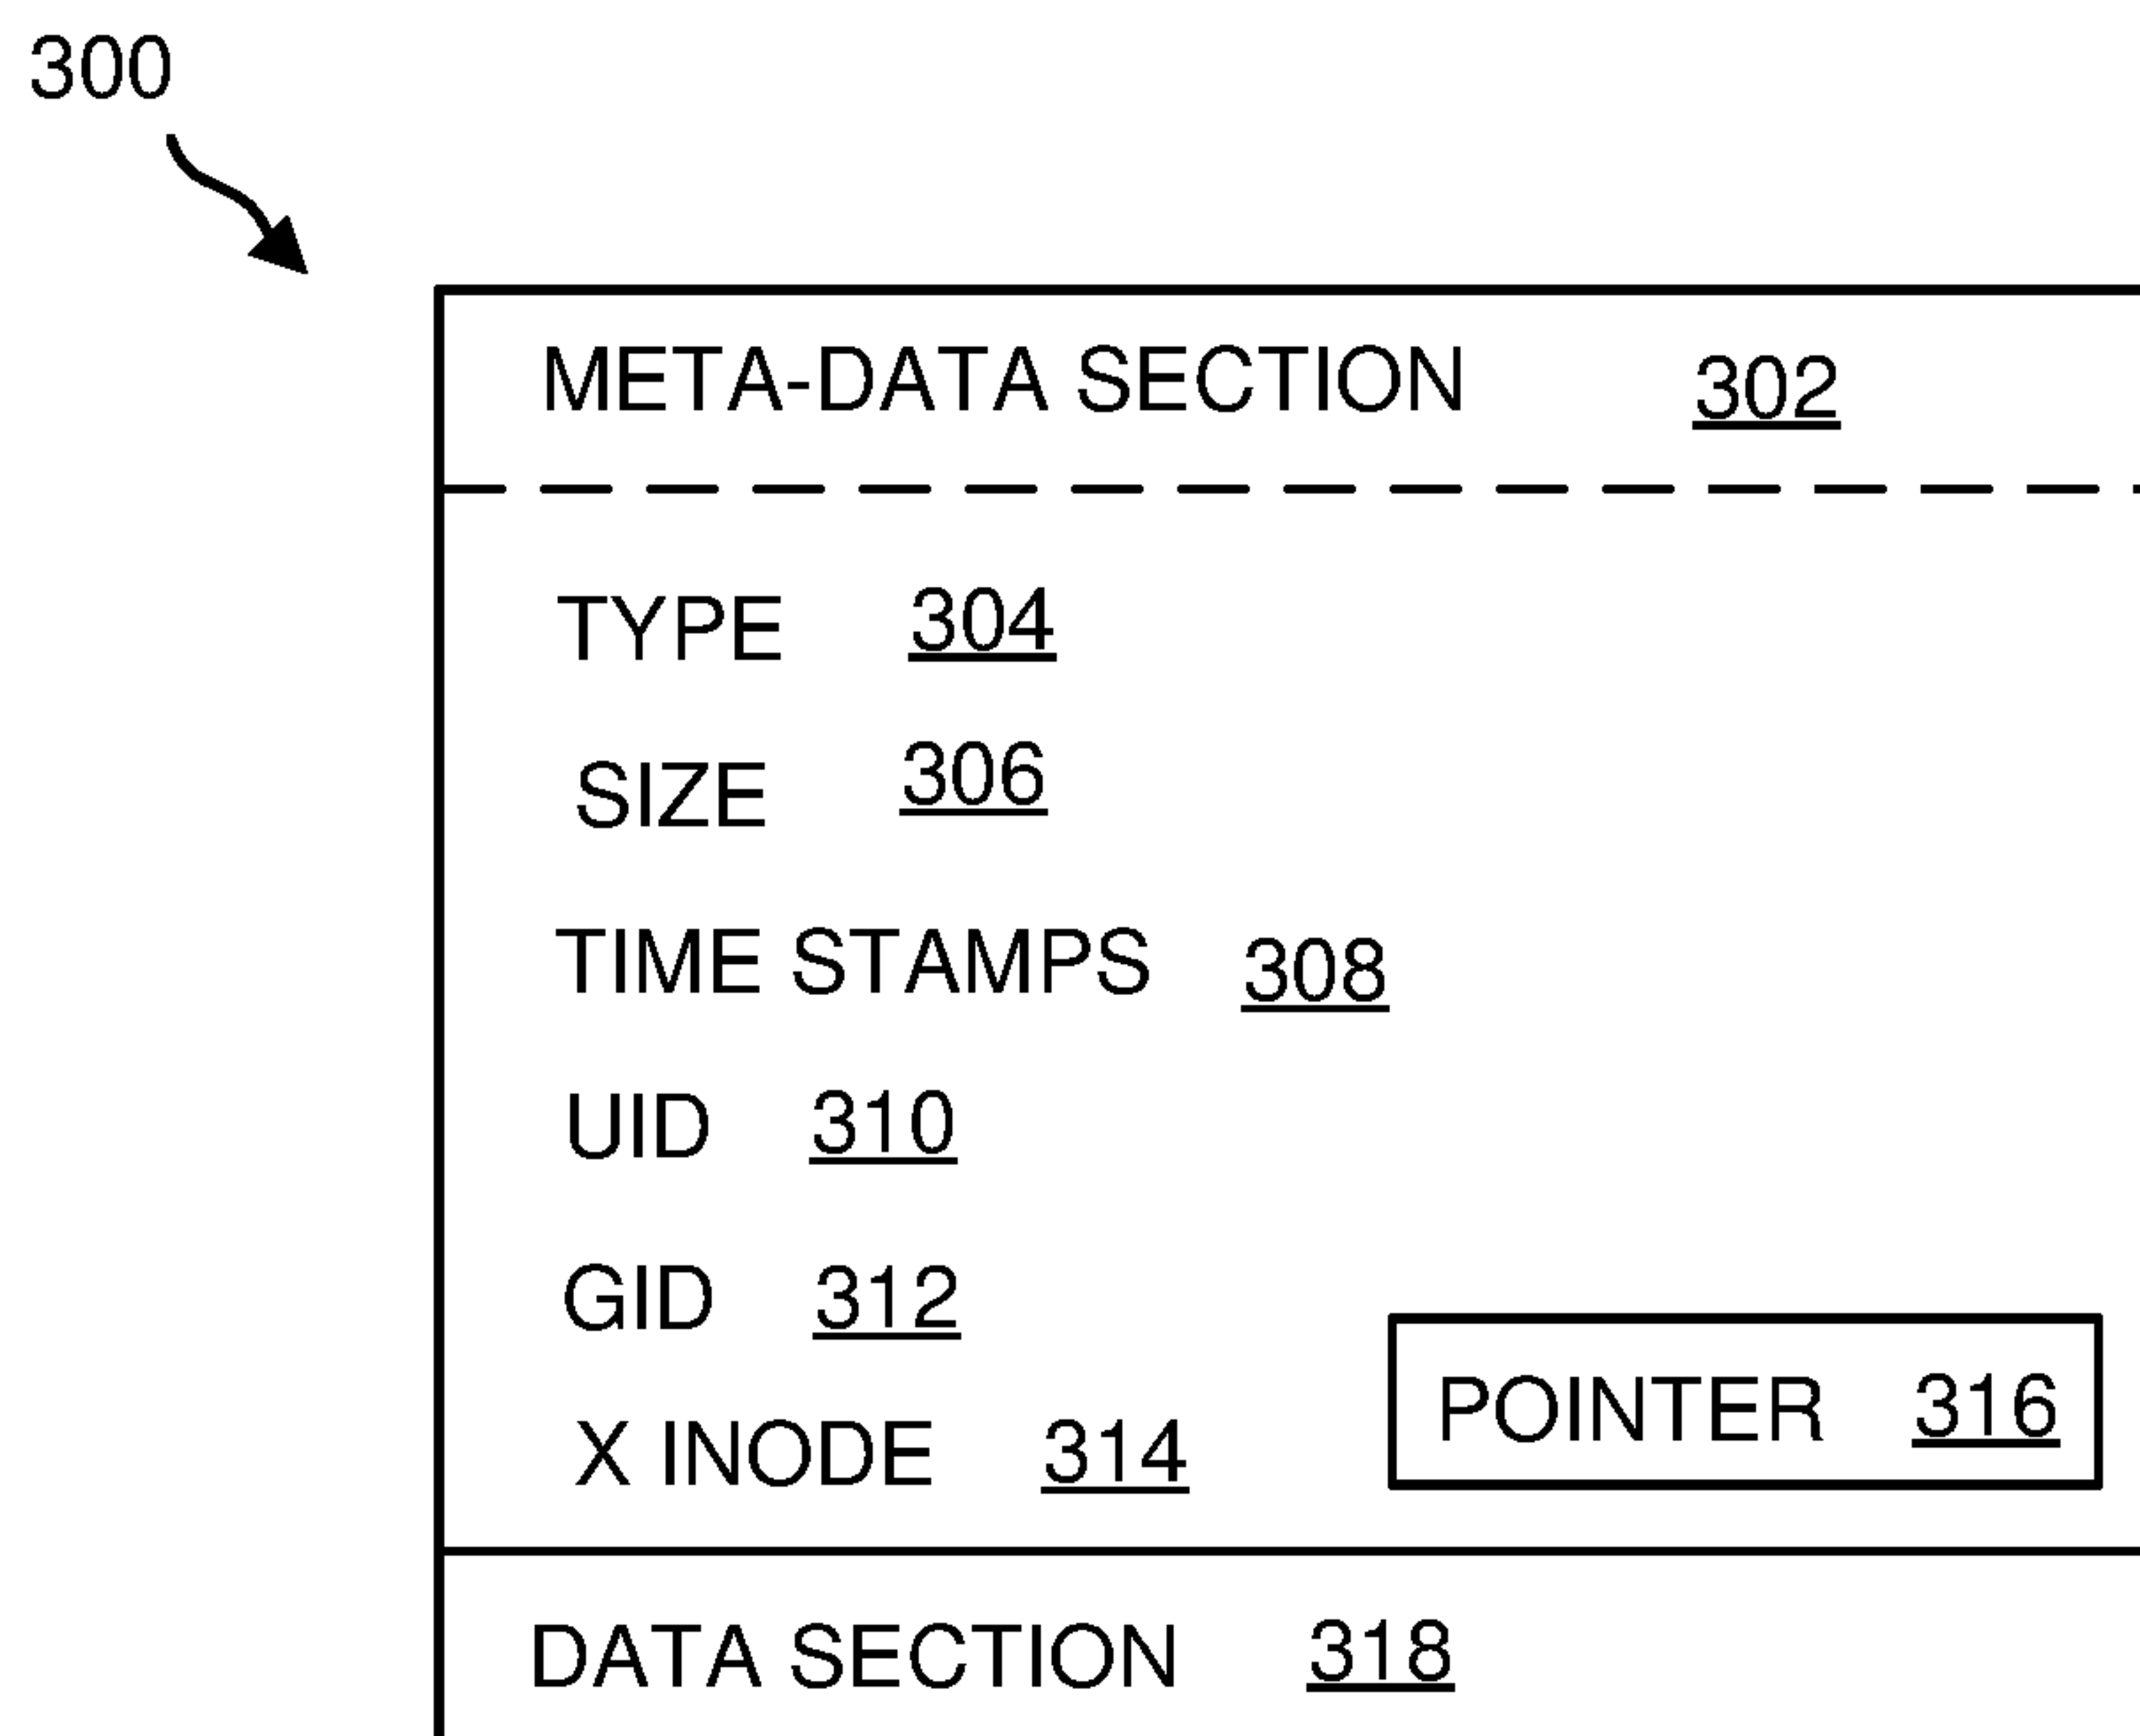 300
META-DATA SECTION 302
TYPE 304
SIZE 306
TIME STAMPS 308
UID 310
GID 312
X INODE 314 POINTER 316
DATA SECTION 318